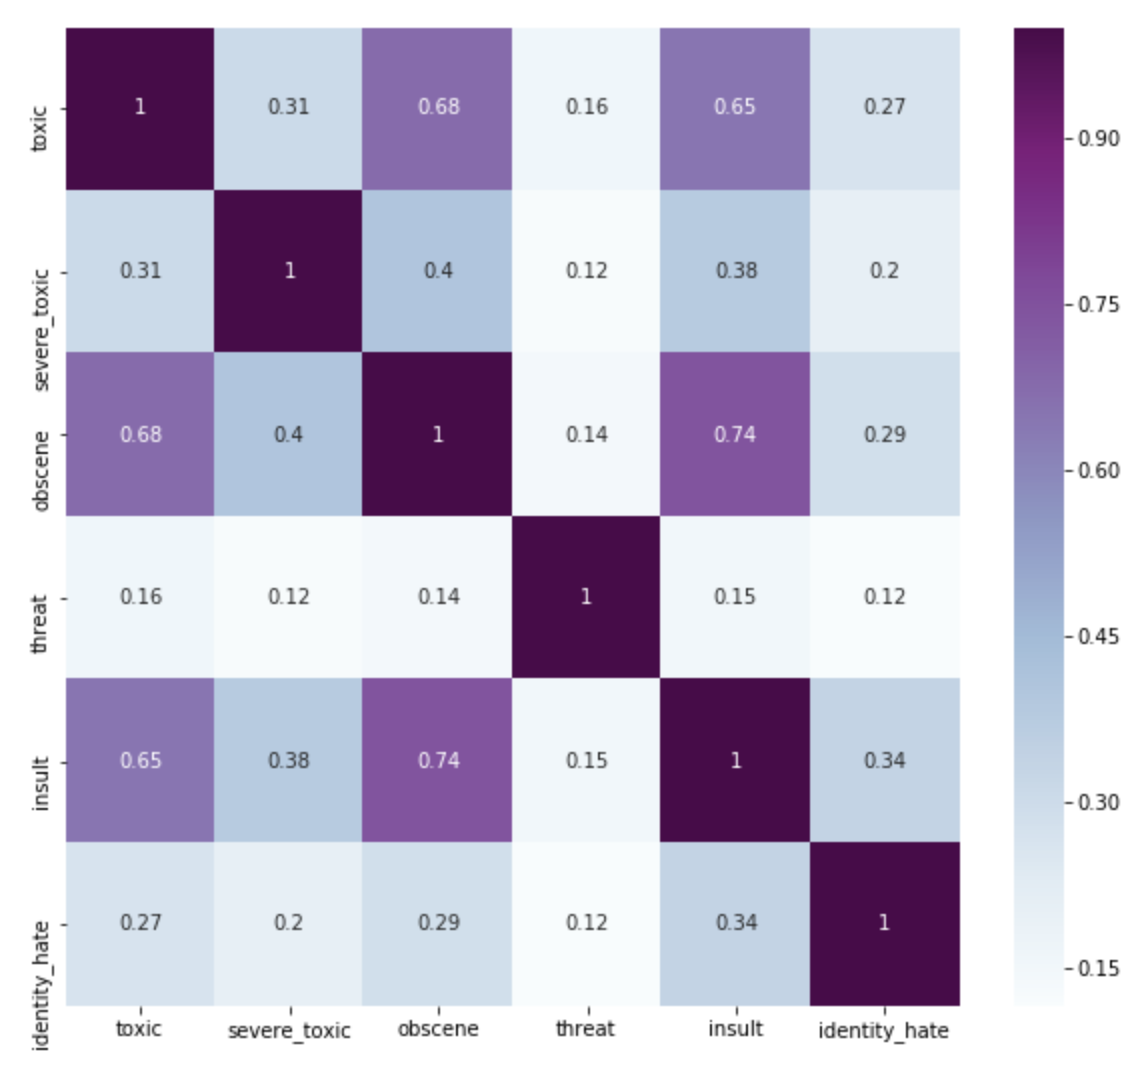 toxic 1 0.31 0.68 0.16 0.65 0.27
severe_toxic 0.31 1 0.4 0.12 0.38 0.2
obscene 0.68 0.4 1 0.14 0.74 0.29
threat 0.16 0.12 0.14 1 0.15 0.12
insult 0.65 0.38 0.74 0.15 1 0.34
identity_hate 0.27 0.2 0.29 0.12 0.34 1
toxic severe_toxic obscene threat insult identity_hate
0.90
0.75
0.60
0.45
0.30
0.15